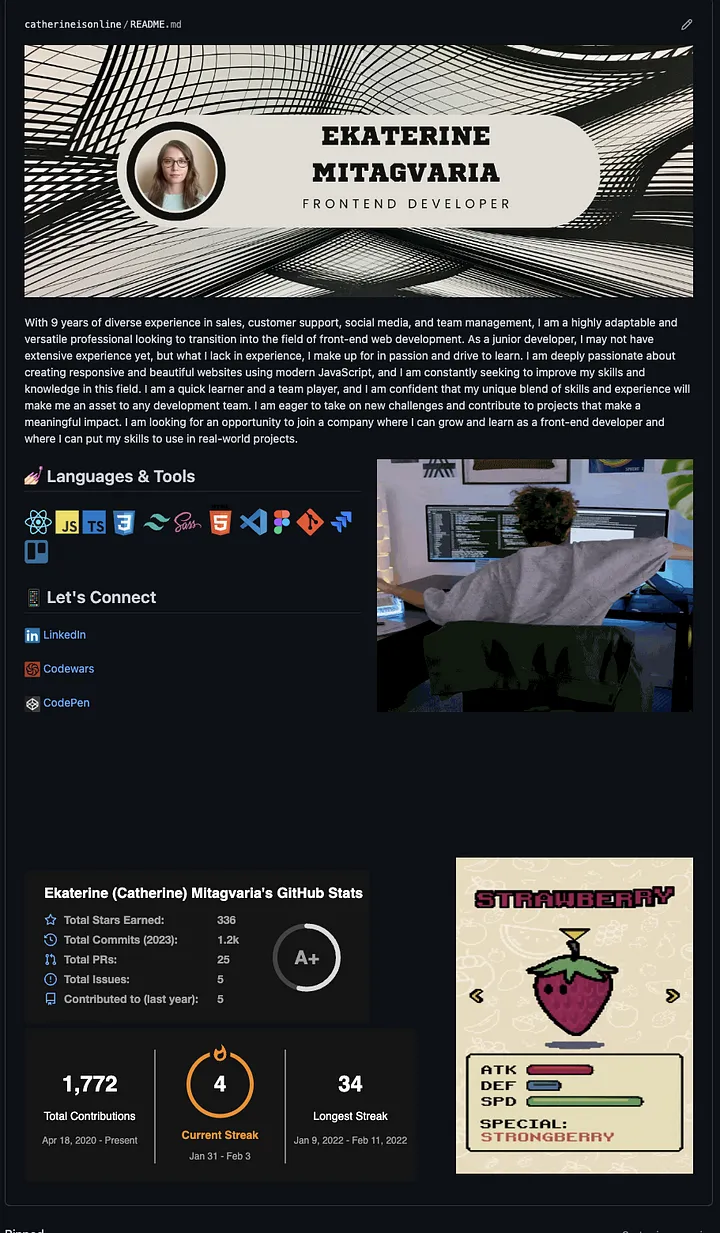 catherineisonline/README.md
EKATERINE
MITAGVARIA
FRONTEND DEVELOPER
With 9 years of diverse experience in sales, customer support, social media, and team management, I am a highly adaptable and
versatile professional looking to transition into the field of front-end web development. As a junior developer, I may not have
extensive experience yet, but what I lack in experience, I make up for in passion and drive to learn. I am deeply passionate about
creating responsive and beautiful websites using modern JavaScript, and I am constantly seeking to improve my skills and
knowledge in this field. I am a quick learner and a team player, and I am confident that my unique blend of skills and experience will
make me an asset to any development team. I am eager to take on new challenges and contribute to projects that make a
meaningful impact. I am looking for an opportunity to join a company where I can grow and learn as a front-end developer and
where I can put my skills to use in real-world projects.
Languages & Tools
JS TS 3 Sass 5
Let's Connect
in LinkedIn
Codewars
CodePen
Ekaterine (Catherine) Mitagvaria's GitHub Stats
Total Stars Earned: 336
Total Commits (2023): 1.2k
Total PRs: 25
Total Issues: 5
Contributed to (last year): 5
A+
1,772
Total Contributions
Apr 18, 2020 - Present
4
Current Streak
Jan 31 - Feb 3
34
Longest Streak
Jan 9, 2022 - Feb 11, 2022
STRAWBERRY
ATK
DEF
SPD
SPECIAL:
STRONGBERRY